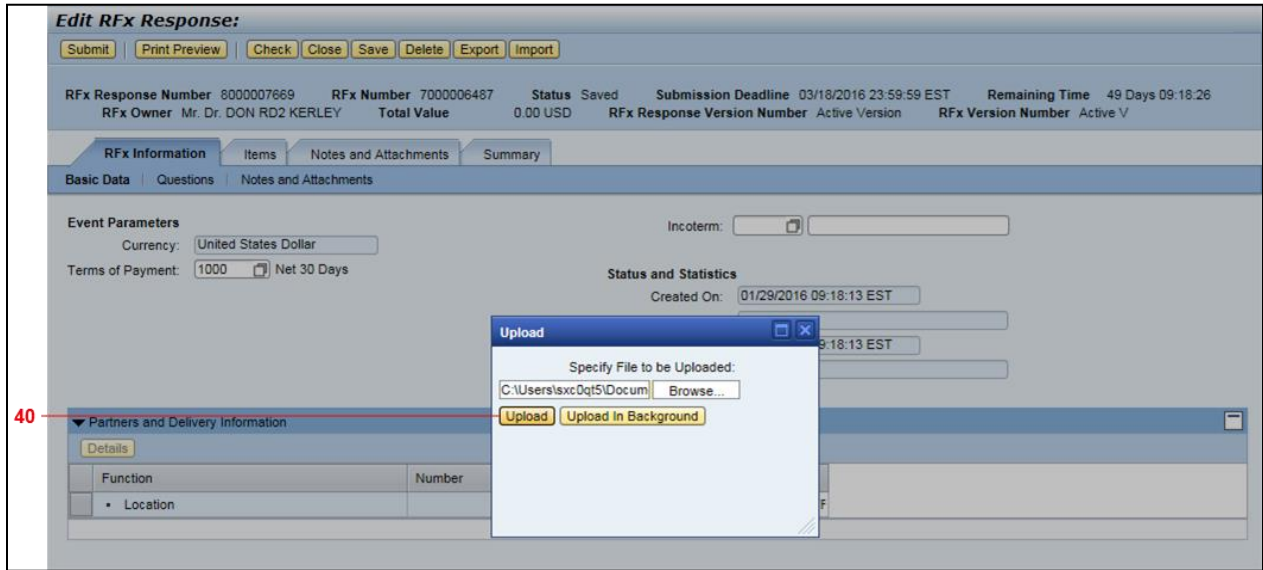 Edit RFx Response:
Submit | Print Preview | Check Close Save Delete Export Import
RFx Response Number 8000007669 RFx Number 7000006487 Status Saved Submission Deadline 03/18/2016 23:59:59 EST Remaining Time 49 Days 09:18:26
RFx Owner Mr. Dr. DON RD2 KERLEY Total Value 0.00 USD RFx Response Version Number Active Version RFx Version Number Active V
RFx Information Items Notes and Attachments Summary
Basic Data | Questions | Notes and Attachments
Event Parameters
Incoterm:
Currency: United States Dollar
Terms of Payment: 1000 Net 30 Days
Status and Statistics
Created On: 01/29/2016 09:18:13 EST
Upload
9:18:13 EST
Specify File to be Uploaded:
C:\Users\sxc0qt5\Docum Browse...
40
Upload Upload In Background
Partners and Delivery Information
Details
Function Number
• Location F